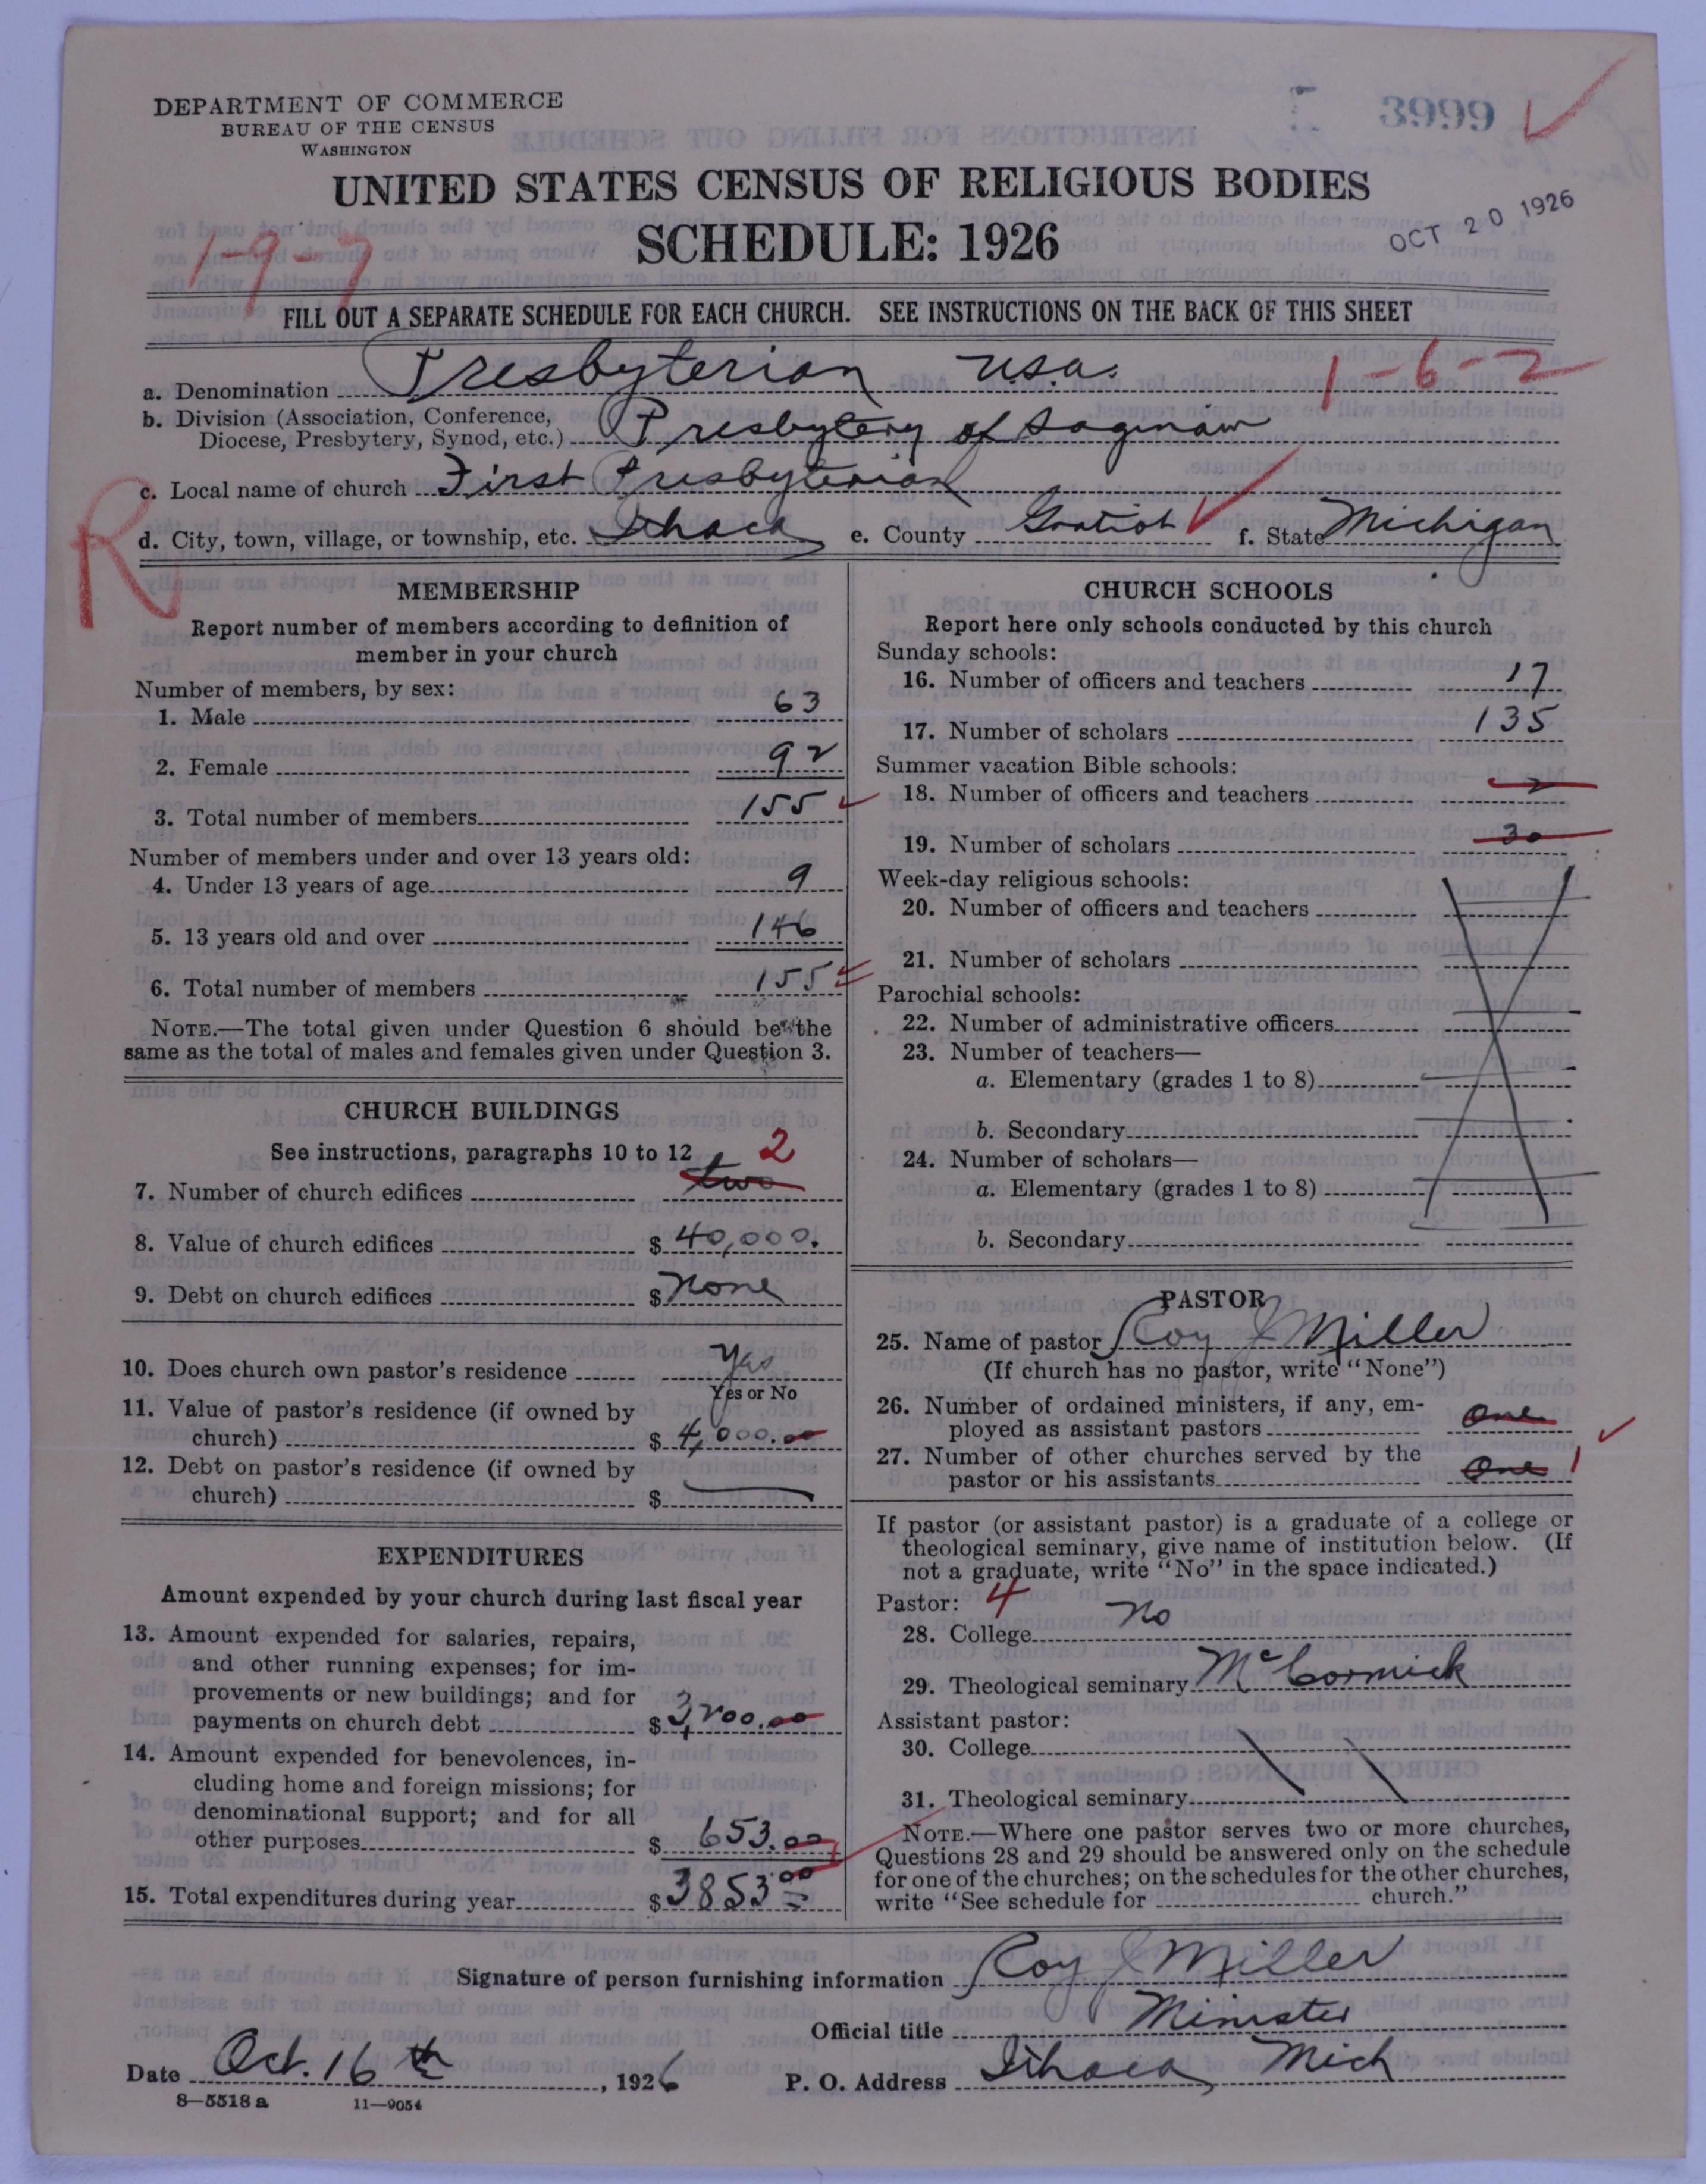 DEPARTMENT OF COMMERCE
BUREAU OF THE CENSUS
WASHINGTON
3999
UNITED STATES CENSUS OF RELIGIOUS BODIES
SCHEDULE: 1926
OCT 20 1926
1-9-7
FILL OUT A SEPARATE SCHEDULE FOR EACH CHURCH. SEE INSTRUCTIONS ON THE BACK OF THIS SHEET
a. Denomination Presbyterian U.S.A. 1-6-2
b. Division (Association, Conference,
Diocese, Presbytery, Synod, etc.) Presbytery of Saginaw
c. Local name of church First Presbyterian
R
d. City, town, village, or township, etc. Ithaca e. County Gratiot f. State Michigan
MEMBERSHIP
Report number of members according to definition of
member in your church
Number of members, by sex:
1. Male 63
2. Female 92
3. Total number of members 155
Number of members under and over 13 years old:
4. Under 13 years of age 9
5. 13 years old and over 146
6. Total number of members 155
NOTE.—The total given under Question 6 should be the
same as the total of males and females given under Question 3.
CHURCH BUILDINGS
See instructions, paragraphs 10 to 12 2
7. Number of church edifices two
8. Value of church edifices $ 40,000.
9. Debt on church edifices $ None
10. Does church own pastor's residence Yes
Yes or No
11. Value of pastor's residence (if owned by
church) $ 4,000.00
12. Debt on pastor's residence (if owned by
church) $
EXPENDITURES
Amount expended by your church during last fiscal year
13. Amount expended for salaries, repairs,
and other running expenses; for im-
provements or new buildings; and for
payments on church debt $ 3,200.00
14. Amount expended for benevolences, in-
cluding home and foreign missions; for
denominational support; and for all
other purposes $ 653.00
15. Total expenditures during year $ 3853.00
CHURCH SCHOOLS
Report here only schools conducted by this church
Sunday schools:
16. Number of officers and teachers 17
17. Number of scholars 135
Summer vacation Bible schools:
18. Number of officers and teachers 2
19. Number of scholars 30
Week-day religious schools:
20. Number of officers and teachers
21. Number of scholars
Parochial schools:
22. Number of administrative officers
23. Number of teachers—
a. Elementary (grades 1 to 8)
b. Secondary
24. Number of scholars—
a. Elementary (grades 1 to 8)
b. Secondary
PASTOR
25. Name of pastor Roy J Miller
(If church has no pastor, write "None")
26. Number of ordained ministers, if any, em-
ployed as assistant pastors one
27. Number of other churches served by the
pastor or his assistants One 1
If pastor (or assistant pastor) is a graduate of a college or
theological seminary, give name of institution below. (If
not a graduate, write "No" in the space indicated.)
Pastor: 4
28. College No
29. Theological seminary McCormick
Assistant pastor:
30. College
31. Theological seminary
NOTE.—Where one pastor serves two or more churches,
Questions 28 and 29 should be answered only on the schedule
for one of the churches; on the schedules for the other churches,
write "See schedule for church."
Signature of person furnishing information Roy J Miller
Official title Minister
Date Oct. 16th, 1926 P. O. Address Ithaca Mich
8—5518a 11—9054